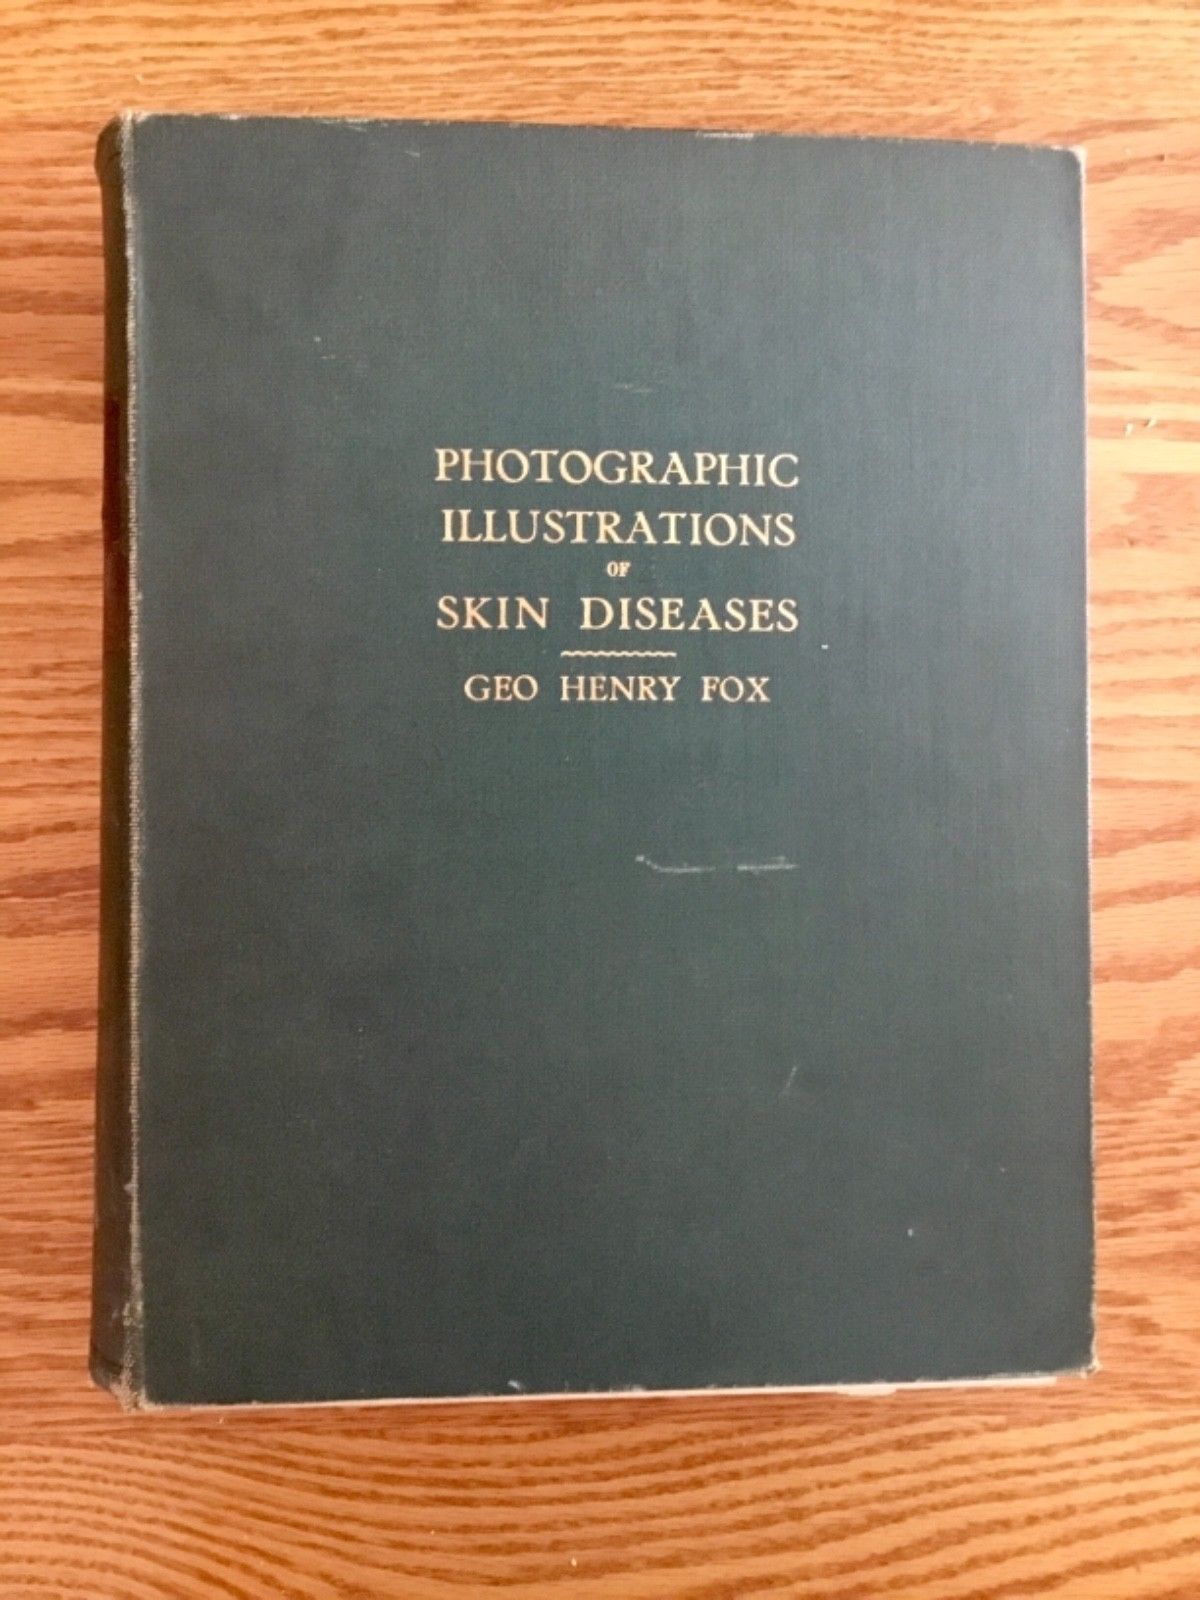 PHOTOGRAPHIC
ILLUSTRATIONS
OF
SKIN DISEASES
GEO HENRY FOX